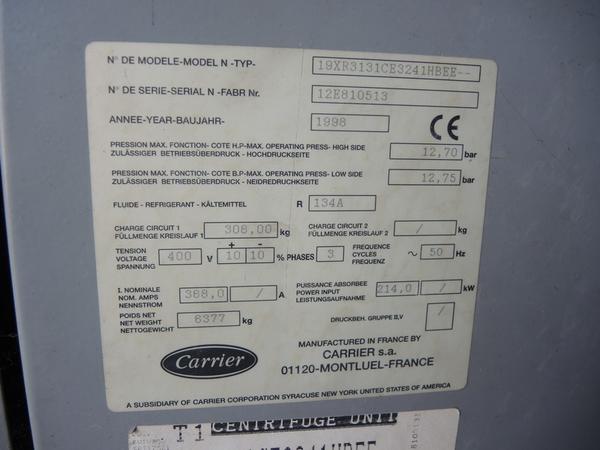 N° DE MODELE-MODEL N -TYP- 19XR3131CE3241HBEE--
N° DE SERIE-SERIAL N -FABR Nr. 12E810513
ANNEE-YEAR-BAUJAHR- 1998 CE
PRESSION MAX. FONCTION- COTE H.P-MAX. OPERATING PRESS- HIGH SIDE
ZULÄSSIGER BETRIEBSÜBERDRUCK - HOCHDRUCKSEITE 12,70 bar
PRESSION MAX. FONCTION- COTE B.P-MAX. OPERATING PRESS - LOW SIDE
ZULÄSSIGER BETRIEBSÜBERDRUCK - NEIDREDRUCHKEITE 12,75 bar
FLUIDE - REFRIGERANT - KÄLTEMITTEL R 134A
CHARGE CIRCUIT 1 308,00 kg CHARGE CIRCUIT 2 / kg
FÜLLMENGE KREISLAUF 1 FÜLLMENGE KREISLAUF 2
+ -
TENSION FREQUENCE
VOLTAGE 400 V 10 10 % PHASES 3 CYCLES ~ 50 Hz
SPANNUNG FREQUENZ
I. NOMINALE PUISSANCE ABSORBEE
NOM. AMPS 368,0 / A POWER INPUT 214,0 / kW
NENNSTROM LEISTUNGSAUFNAHME
POIDS NET
NET WEIGHT 6377 kg DRUCKBEH. GRUPPE II,V /
NETTOGEWICHT
MANUFACTURED IN FRANCE BY
Carrier CARRIER s.a.
01120-MONTLUEL-FRANCE
A SUBSIDIARY OF CARRIER CORPORATION SYRACUSE NEW YORK UNITED STATES OF AMERICA
T1 CENTRIFUGE UNIT